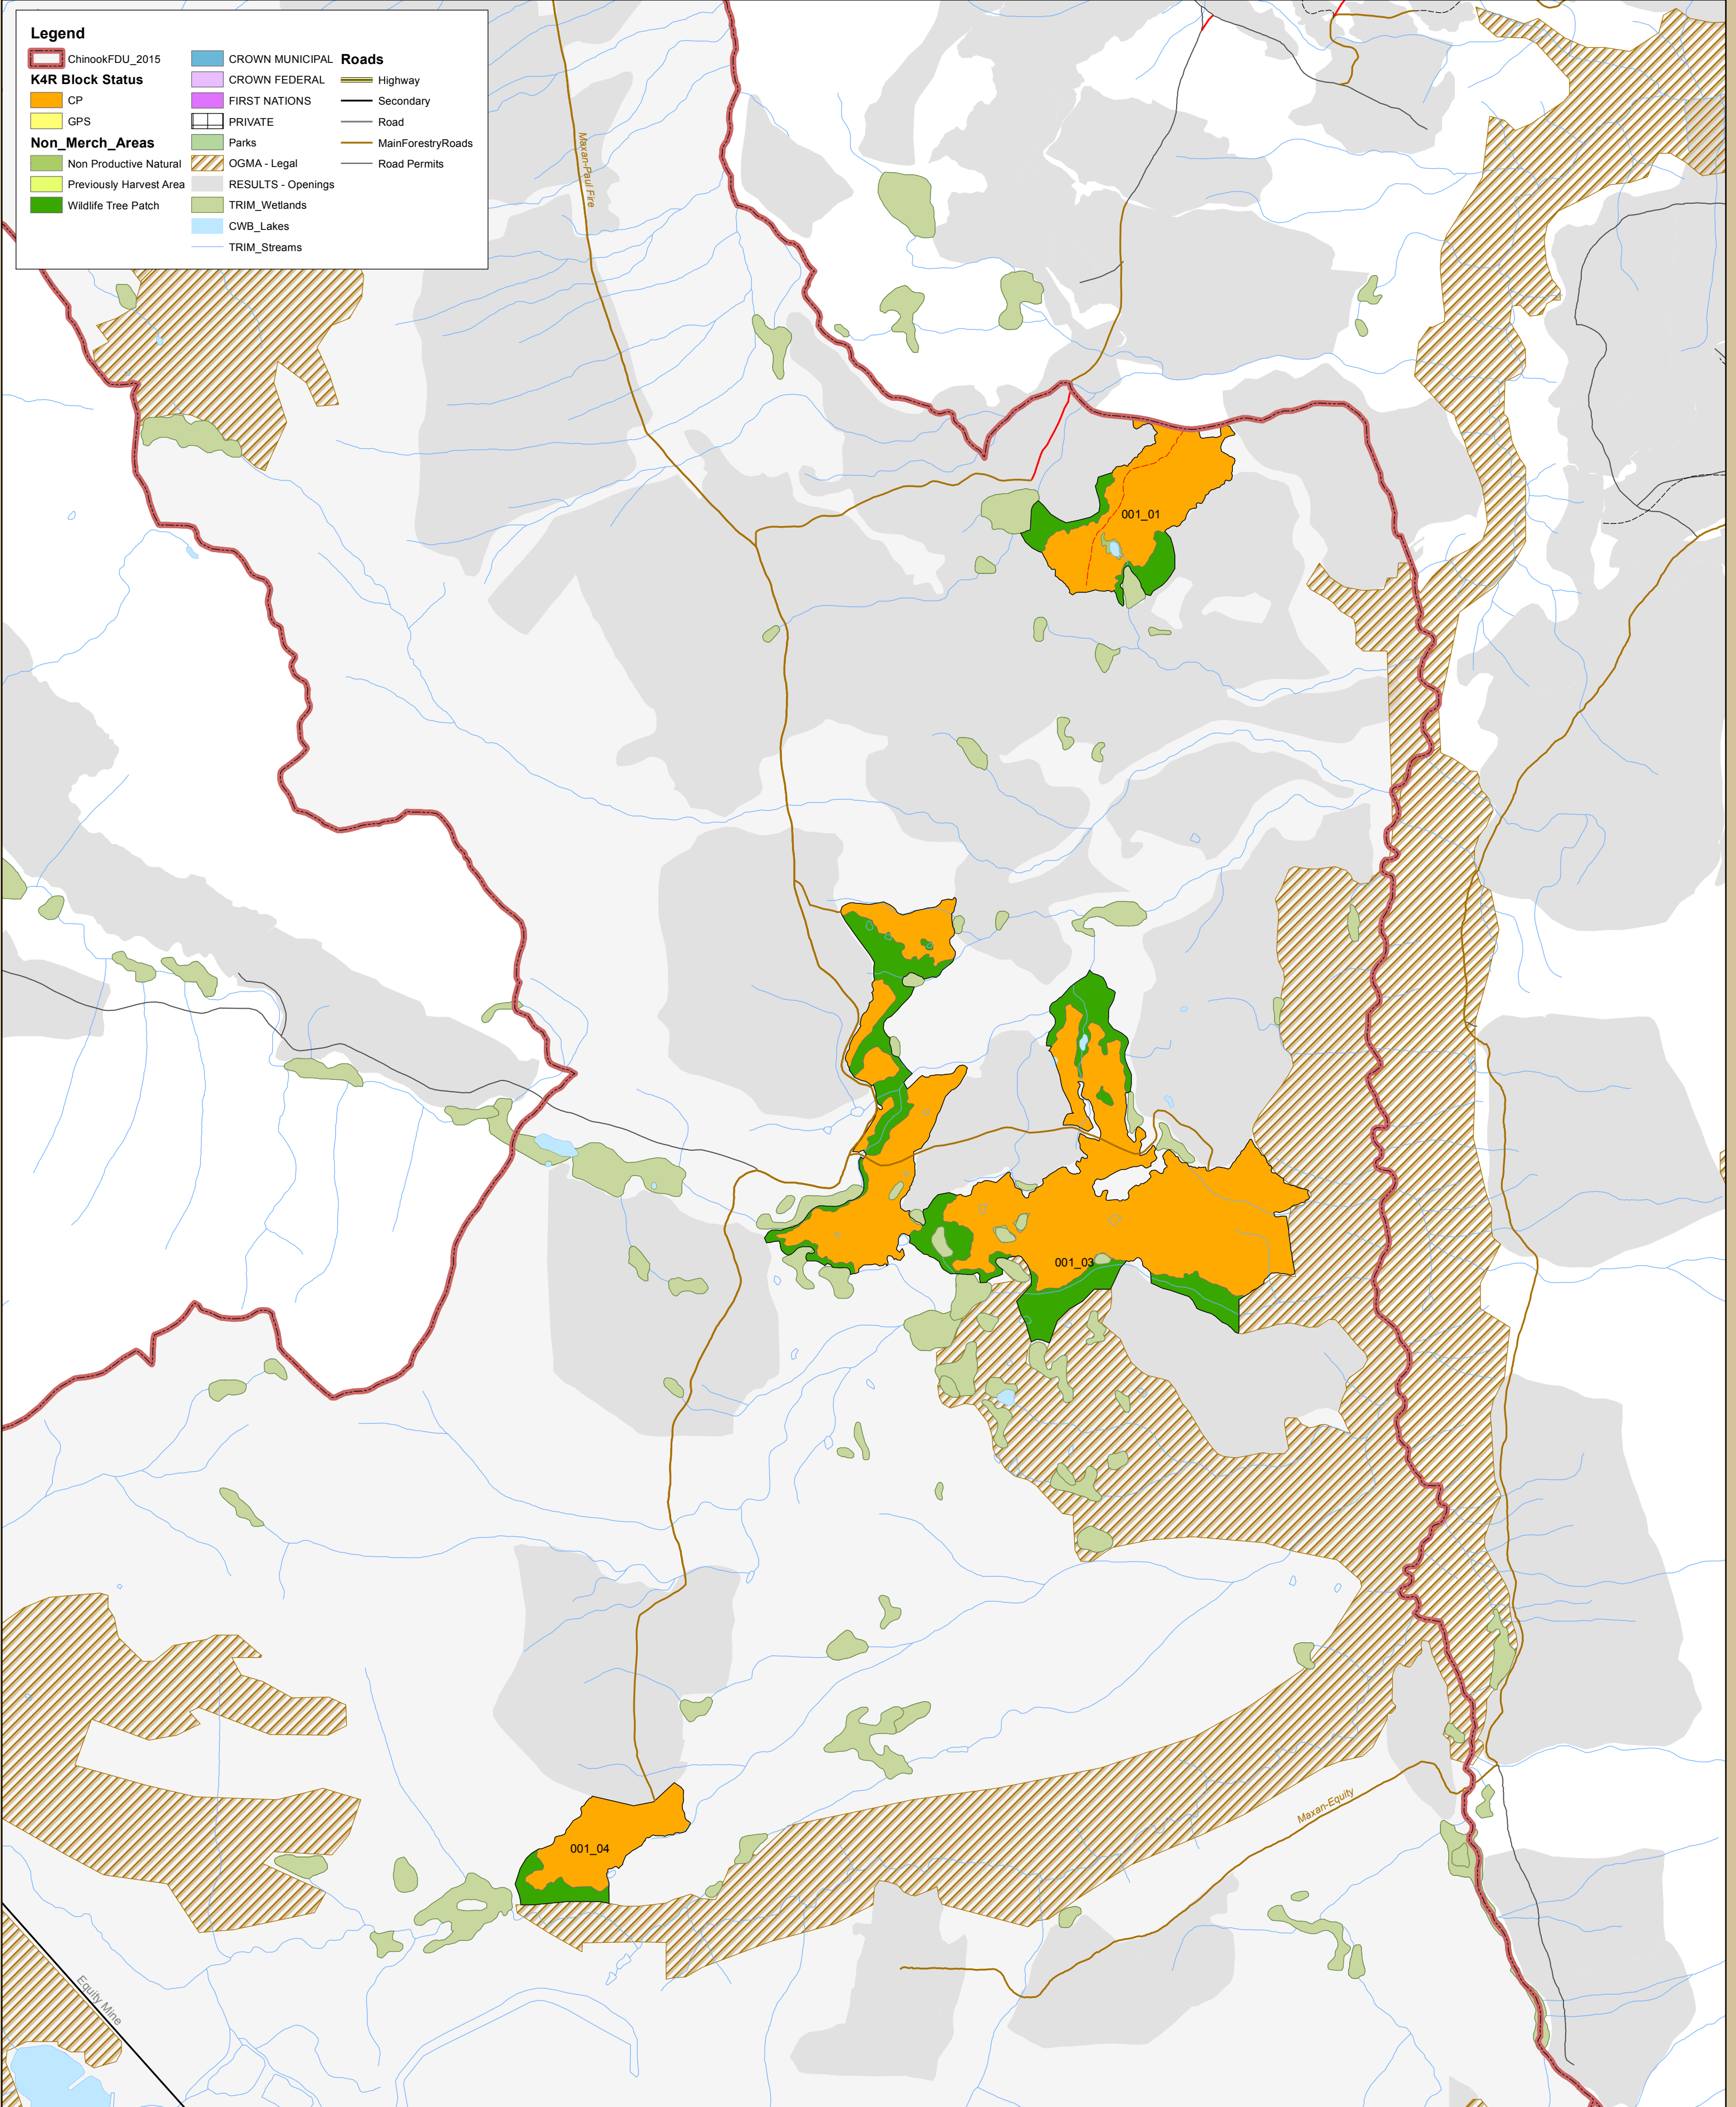 Legend
ChinookFDU_2015
K4R Block Status
CP
GPS
Non_Merch_Areas
Non Productive Natural
Previously Harvest Area
Wildlife Tree Patch
CROWN MUNICIPAL
CROWN FEDERAL
FIRST NATIONS
PRIVATE
Parks
OGMA - Legal
RESULTS - Openings
TRIM_Wetlands
CWB_Lakes
TRIM_Streams
Roads
Highway
Secondary
Road
MainForestryRoads
Road Permits
Maxan-Paul Fire
001_01
001_03
001_04
Maxan-Equity
Equity Mine